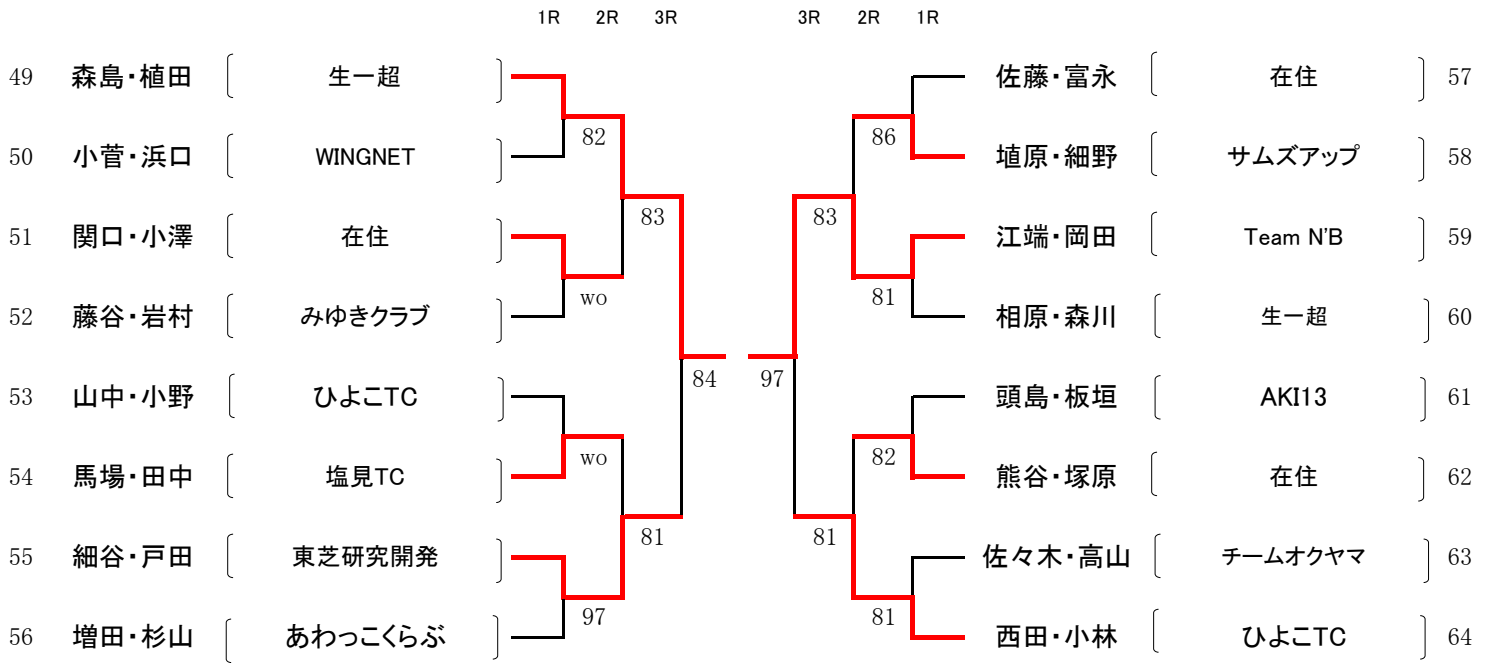 1R 2R 3R 3R 2R 1R
49 森島・植田 生一超 佐藤・富永 在住 57
82 86
50 小菅・浜口 WINGNET 埴原・細野 サムズアップ 58
83 83
51 関口・小澤 在住 江端・岡田 Team N'B 59
wo 81
52 藤谷・岩村 みゆきクラブ 相原・森川 生一超 60
84 97
53 山中・小野 ひよこTC 頭島・板垣 AKI13 61
wo 82
54 馬場・田中 塩見TC 熊谷・塚原 在住 62
81 81
55 細谷・戸田 東芝研究開発 佐々木・高山 チームオクヤマ 63
97 81
56 増田・杉山 あわっこくらぶ 西田・小林 ひよこTC 64